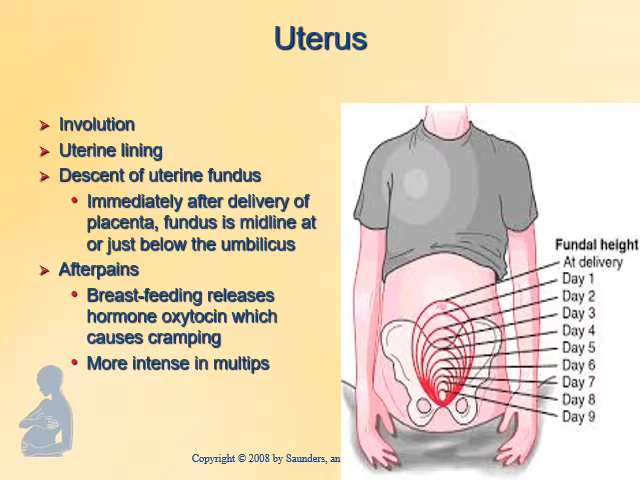 Uterus
Involution
Uterine lining
Descent of uterine fundus
Immediately after delivery of
placenta, fundus is midline at
or just below the umbilicus
Afterpains
Breast-feeding releases
hormone oxytocin which
causes cramping
More intense in multips
Fundal height
At delivery
Day 1
Day 2
Day 3
Day 4
Day 5
Day 6
Day 7
Day 8
Day 9
Copyright © 2008 by Saunders, an